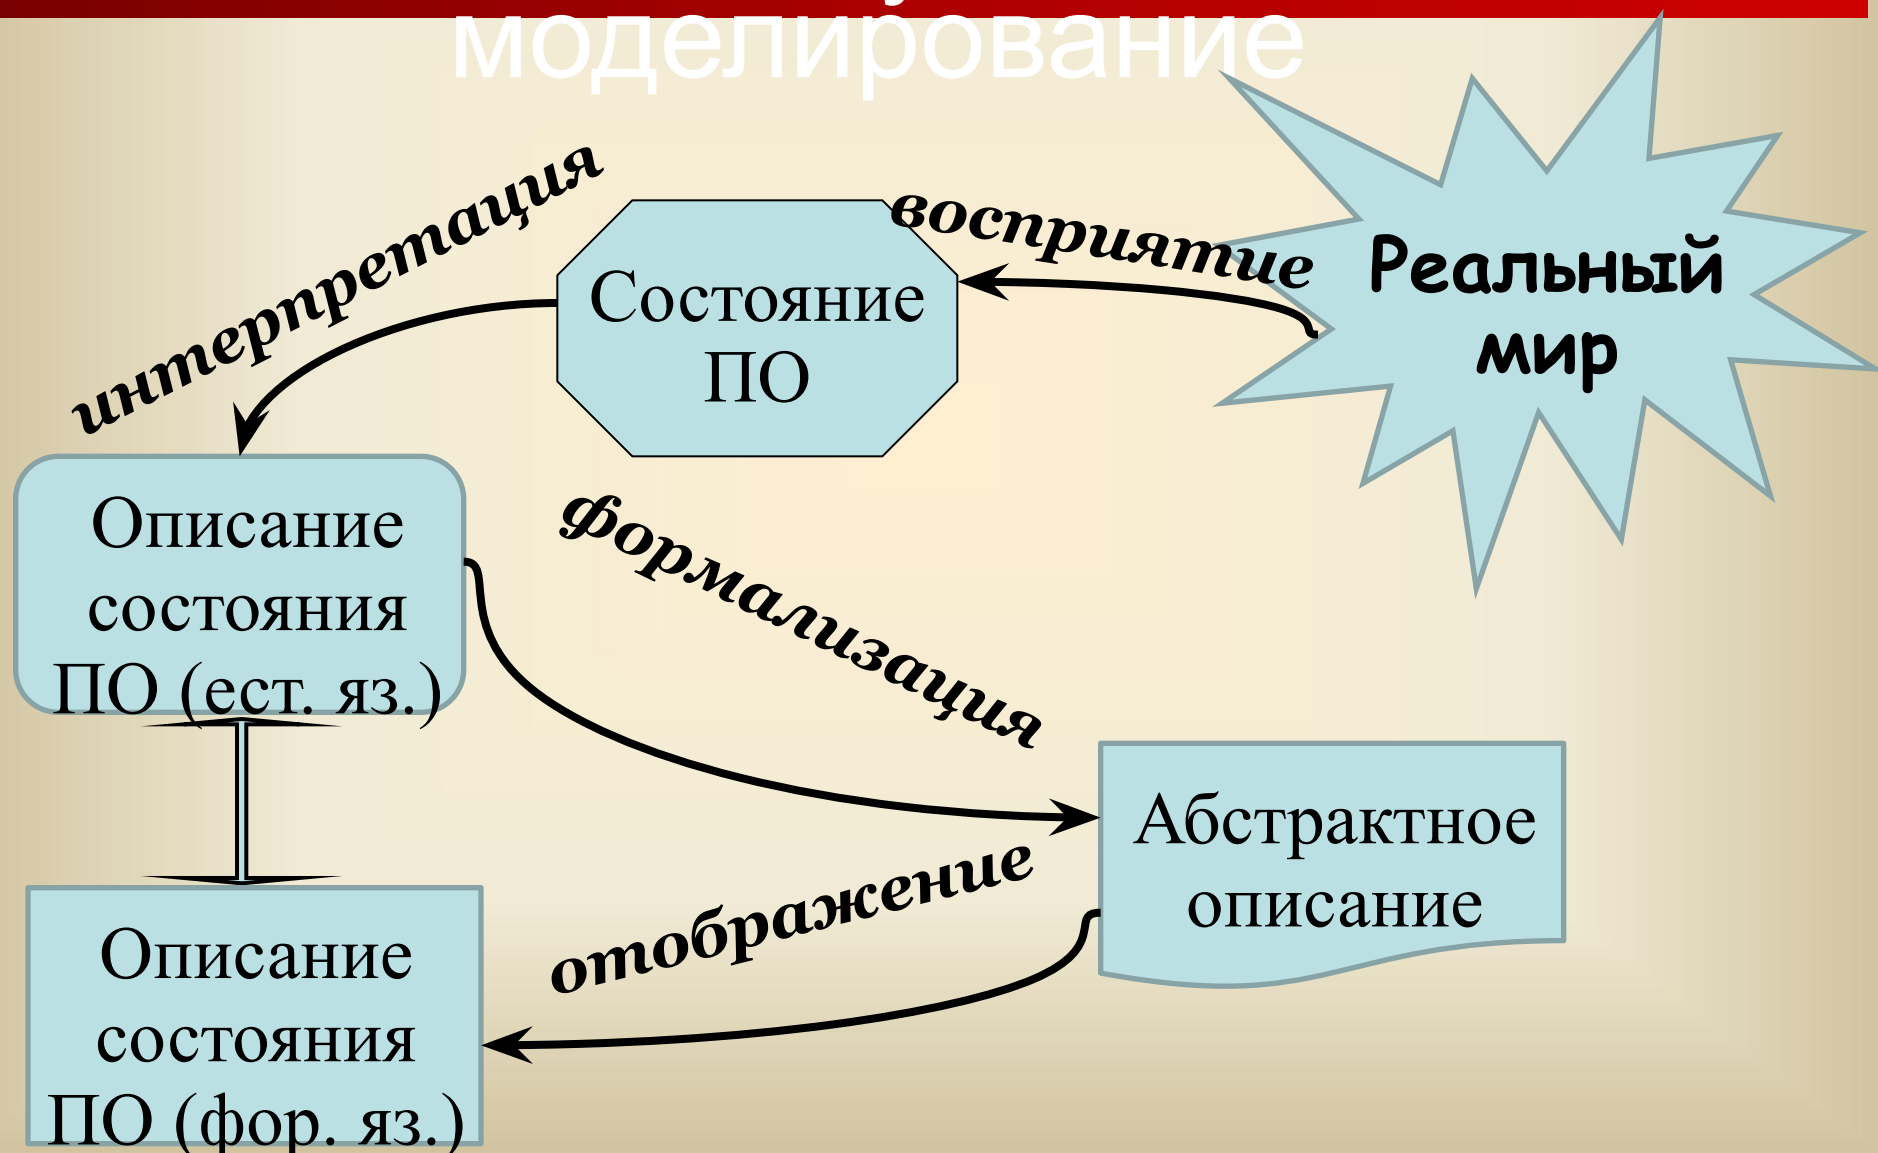 моделирование
интерпретация
восприятие
Состояние
ПО
Реальный
мир
Описание
состояния
ПО (ест. яз.)
формализация
Абстрактное
описание
отображение
Описание
состояния
ПО (фор. яз.)